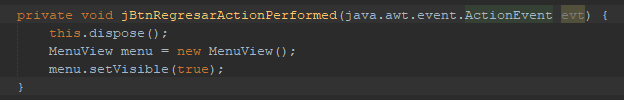 private void jBtnRegresarActionPerformed(java.awt.event.ActionEvent evt) {
this.dispose();
MenuView menu = new MenuView();
menu.setVisible(true);
}